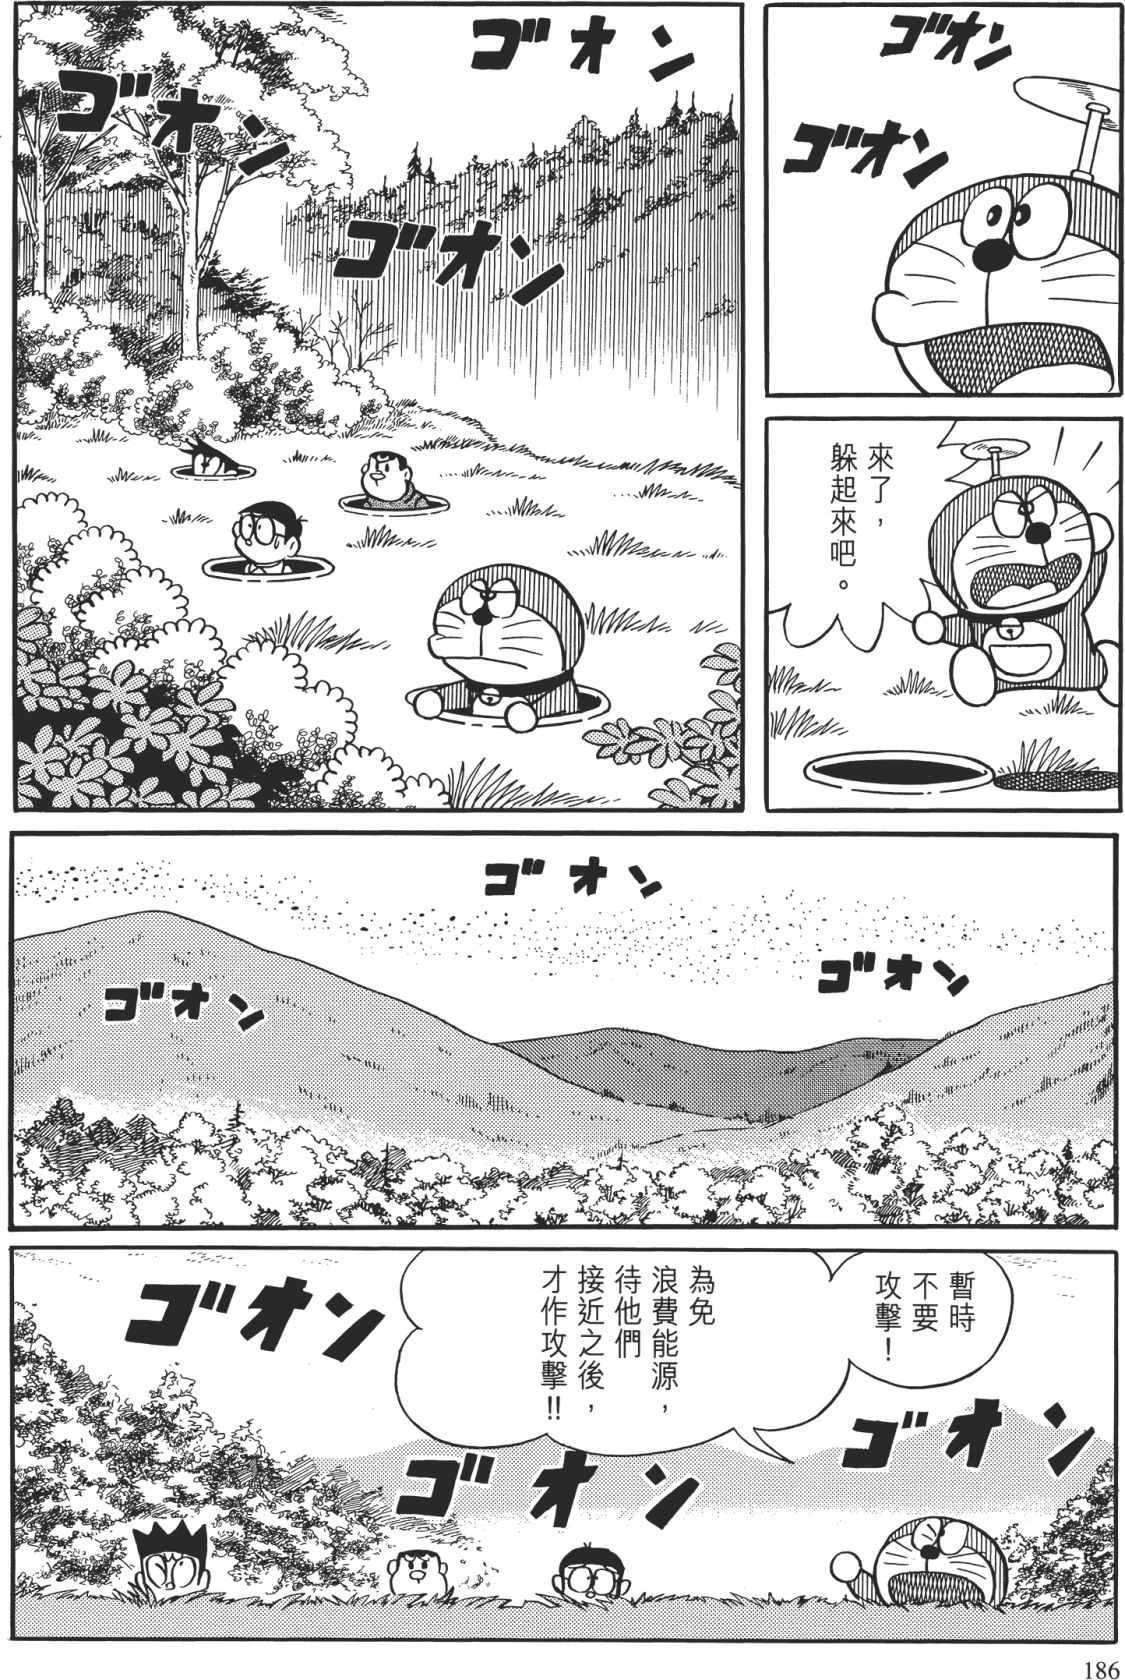 ゴオン
ゴオン
來了，
躲起來吧。
ゴオン
ゴオン
ゴオン
ゴオン
ゴオン
ゴオン
暫時
不要
攻擊！
為免
浪費能源，
待他們
接近之後，
才作攻擊!!
ゴオン
ゴオン
ゴオン
186